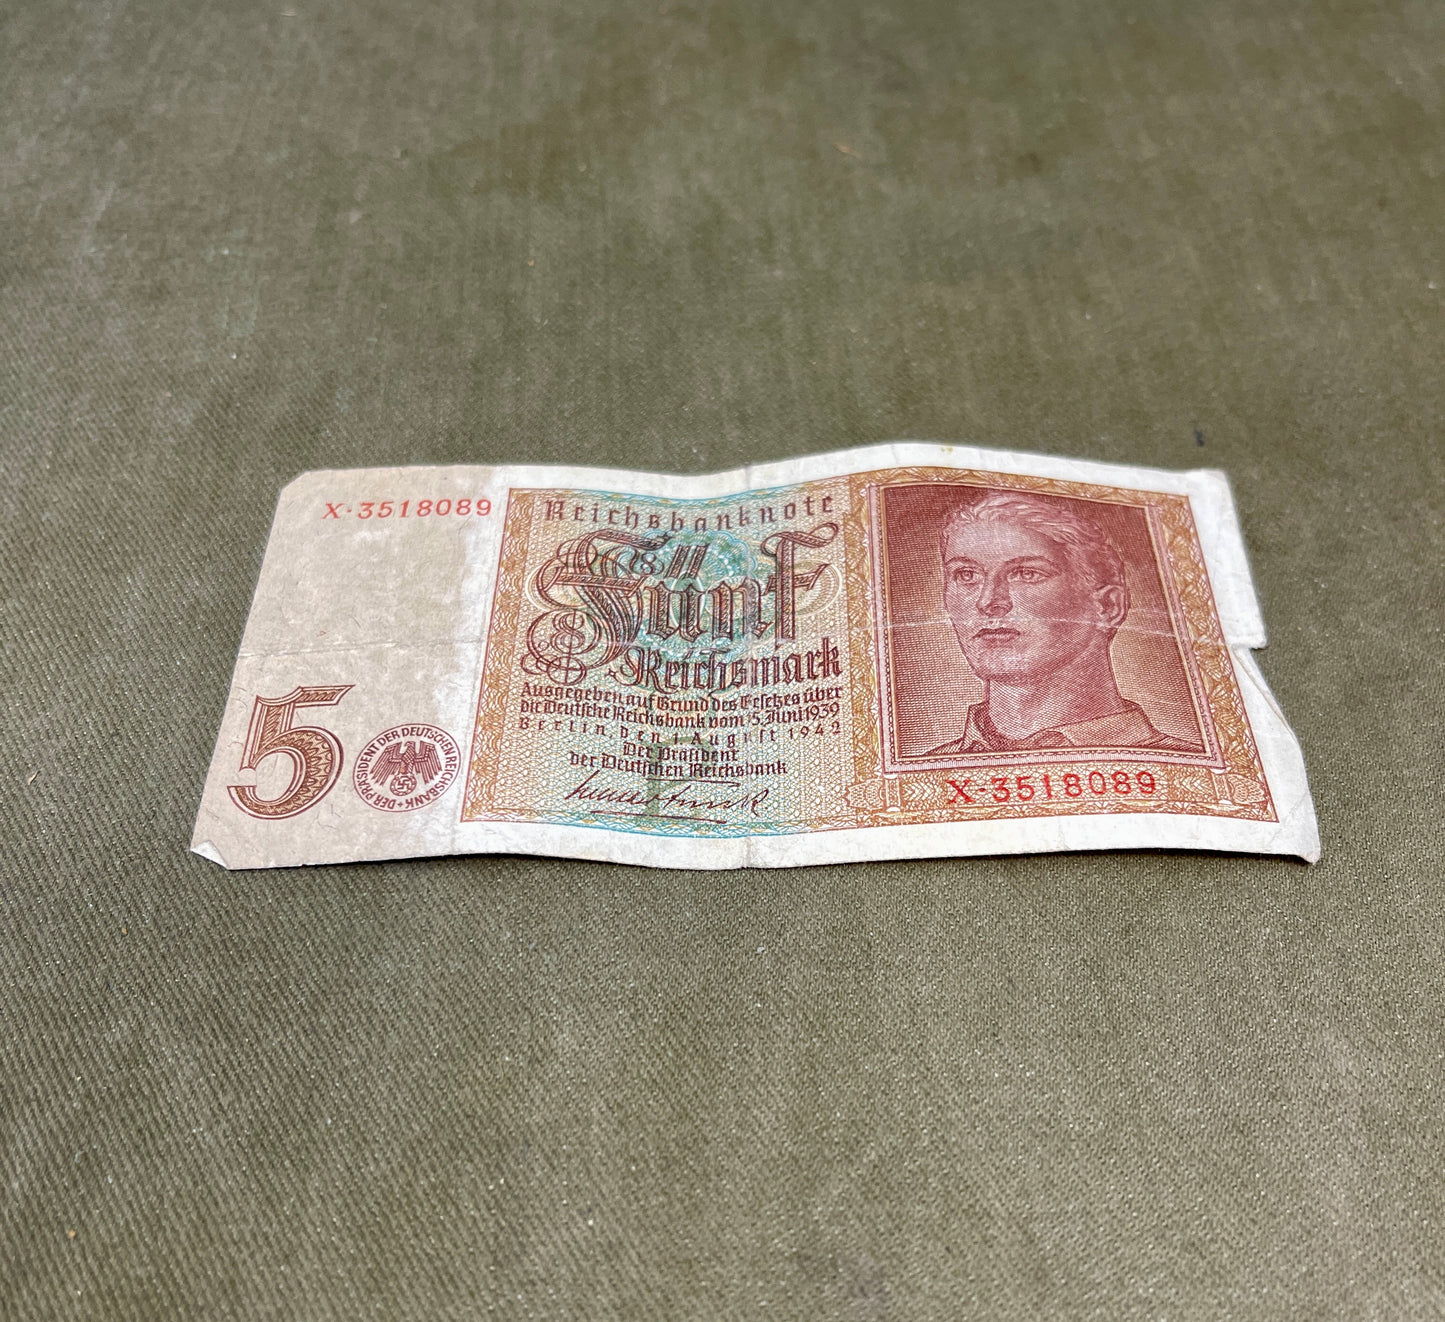 X·3518089
Reichsbanknote
Fünf
Reichsmark
Ausgegeben auf Grund des Gesetzes über
die Deutsche Reichsbank vom 15. Juni 1939
Berlin, den 1. August 1942
Der Präsident
der Deutschen Reichsbank
5
DER PRÄSIDENT DER DEUTSCHEN REICHSBANK
X·3518089